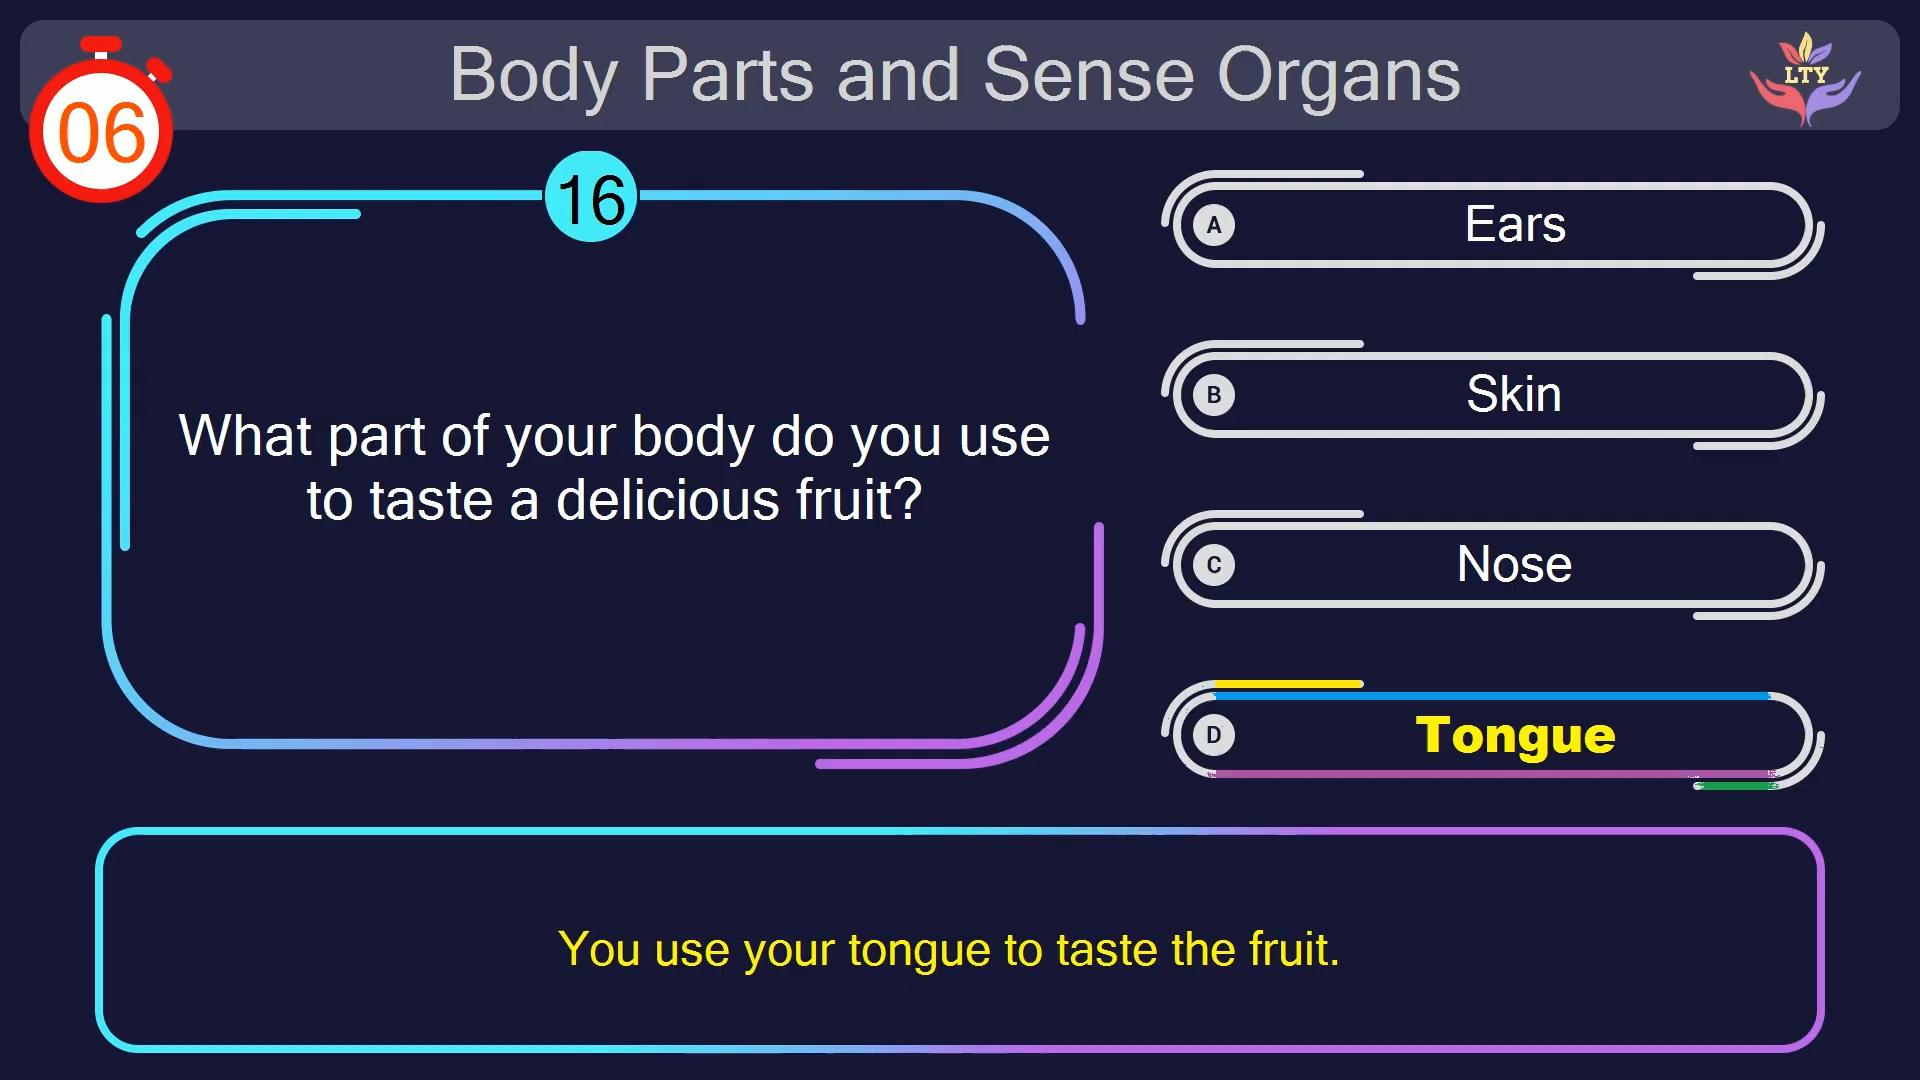 Body Parts and Sense Organs
LTY
06
16
What part of your body do you use
to taste a delicious fruit?
A Ears
B Skin
C Nose
D Tongue
You use your tongue to taste the fruit.